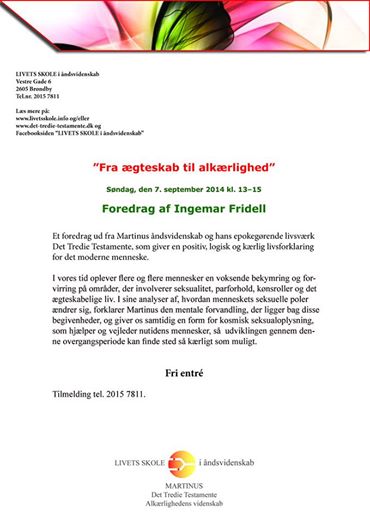 LIVETS SKOLE i åndsvidenskab
Vestre Gade 6
2605 Brøndby
Tel.nr. 2015 7811
Læs mere på:
www.livetsskole.info og/eller
www.det-tredie-testamente.dk og
Facebooksiden "LIVETS SKOLE i åndsvidenskab"
"Fra ægteskab til alkærlighed"
Søndag, den 7. september 2014 kl. 13–15
Foredrag af Ingemar Fridell
Et foredrag ud fra Martinus åndsvidenskab og hans epokegørende livsværk
Det Tredie Testamente, som giver en positiv, logisk og kærlig livsforklaring
for det moderne menneske.
I vores tid oplever flere og flere mennesker en voksende bekymring og for-
virring på områder, der involverer seksualitet, parforhold, kønsroller og det
ægteskabelige liv. I sine analyser af, hvordan menneskets seksuelle poler
ændrer sig, forklarer Martinus den mentale forvandling, der ligger bag disse
begivenheder, og giver os samtidig en form for kosmisk seksualoplysning,
som hjælper og vejleder nutidens mennesker, så  udviklingen gennem den-
ne overgangsperiode kan finde sted så kærligt som muligt.
Fri entré
Tilmelding tel. 2015 7811.
LIVETS SKOLE i åndsvidenskab
MARTINUS
Det Tredie Testamente
Alkærlighedens videnskab